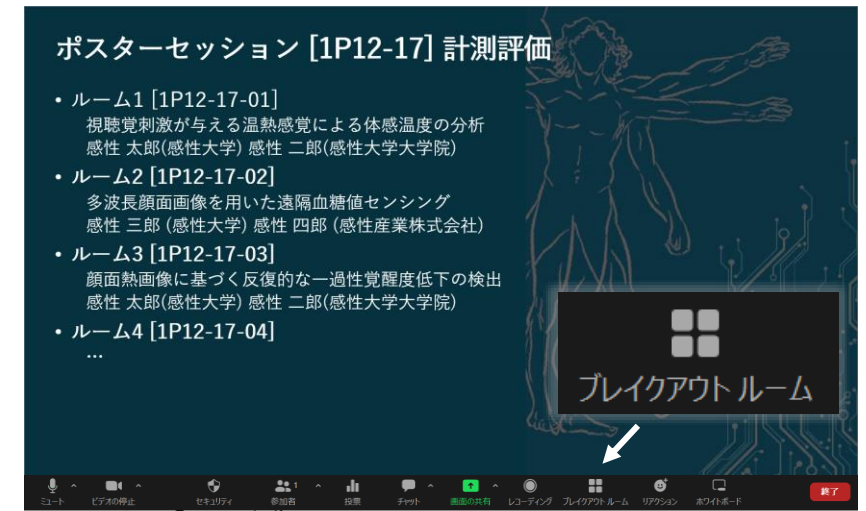 ポスターセッション [1P12-17] 計測評価
• ルーム1 [1P12-17-01]
視聴覚刺激が与える温熱感覚による体感温度の分析
感性 太郎(感性大学) 感性 二郎(感性大学大学院)
• ルーム2 [1P12-17-02]
多波長顔面画像を用いた遠隔血糖値センシング
感性 三郎 (感性大学) 感性 四郎 (感性産業株式会社)
• ルーム3 [1P12-17-03]
顔面熱画像に基づく反復的な一過性覚醒度低下の検出
感性 太郎(感性大学) 感性 二郎(感性大学大学院)
• ルーム4 [1P12-17-04]
…
ブレイクアウト ルーム
ミュート ビデオの停止 セキュリティ 参加者 1 投票 チャット 画面の共有 レコーディング ブレイクアウト ルーム リアクション ホワイトボード 終了